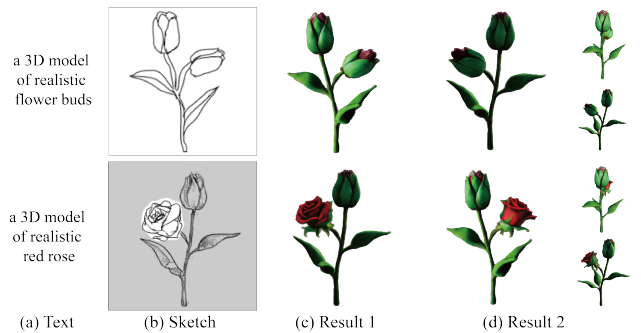 a 3D model
of realistic
flower buds
a 3D model
of realistic
red rose
(a) Text
(b) Sketch
(c) Result 1
(d) Result 2